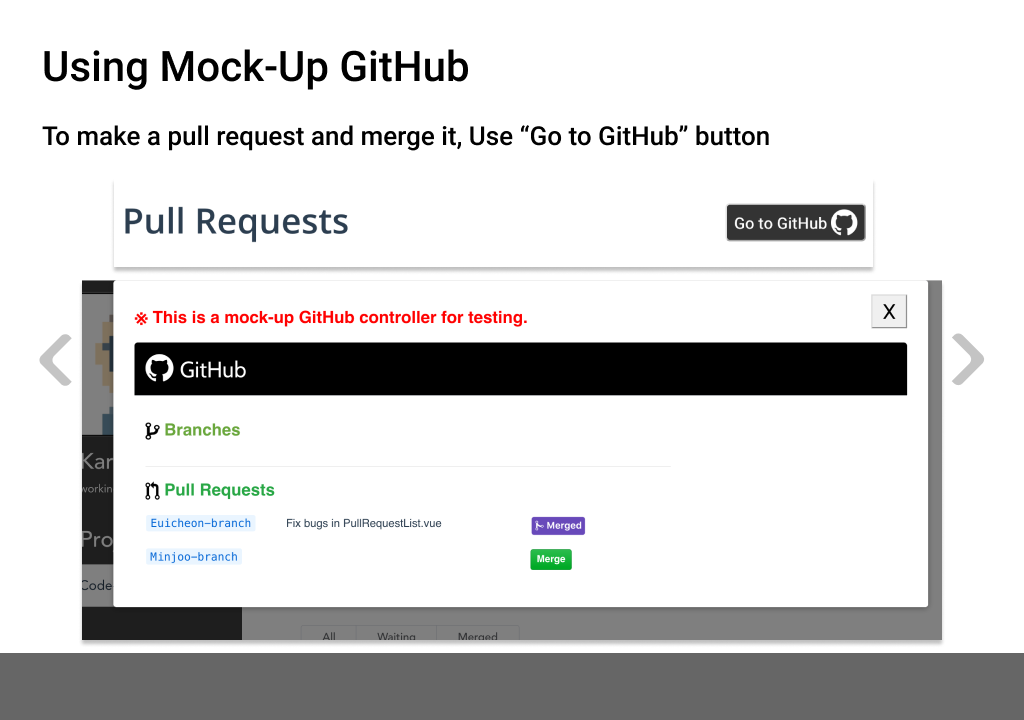 Using Mock-Up GitHub
To make a pull request and merge it, Use “Go to GitHub” button
Pull Requests
Go to GitHub
※ This is a mock-up GitHub controller for testing.
X
GitHub
Branches
Kar
workin
Pull Requests
Euicheon-branch Fix bugs in PullRequestList.vue Merged
Pro
Minjoo-branch Merge
Code
All Waiting Merged